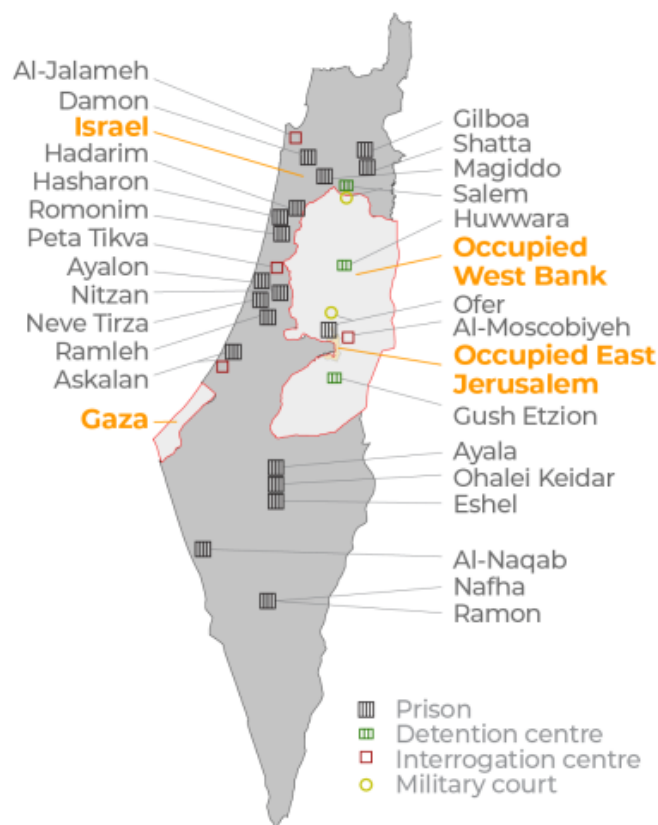 Al-Jalameh
Damon
Israel
Hadarim
Hasharon
Romonim
Peta Tikva
Ayalon
Nitzan
Neve Tirza
Ramleh
Askalan
Gaza
Gilboa
Shatta
Magiddo
Salem
Huwwara
Occupied
West Bank
Ofer
Al-Moscobiyeh
Occupied East
Jerusalem
Gush Etzion
Ayala
Ohalei Keidar
Eshel
Al-Naqab
Nafha
Ramon
Prison
Detention centre
Interrogation centre
Military court